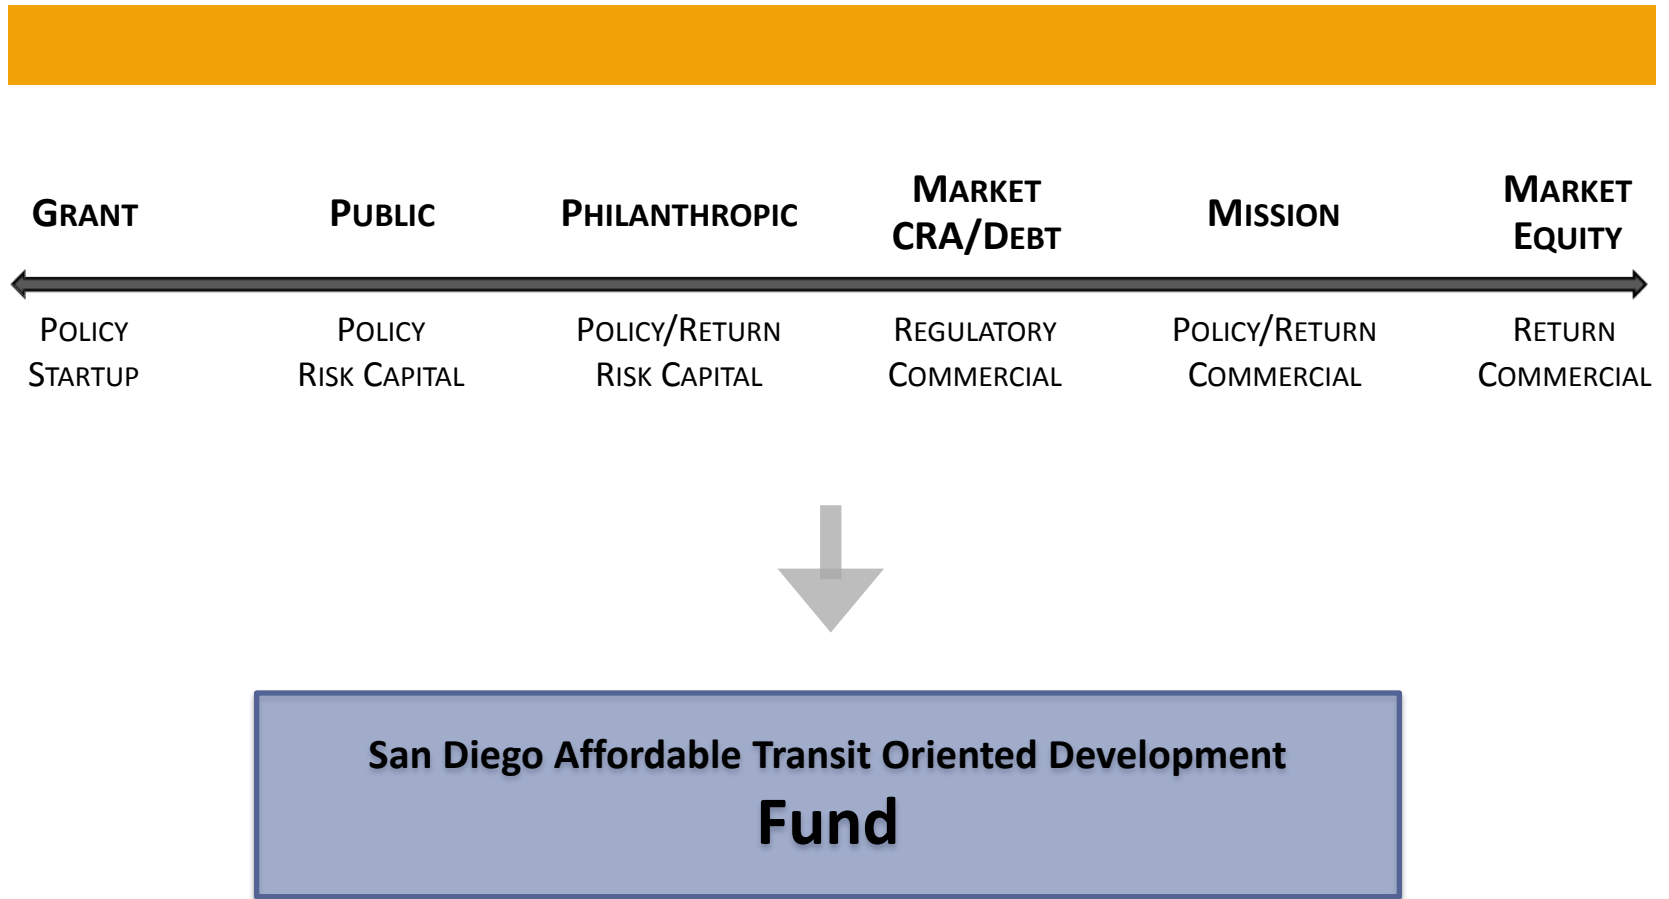 GRANT
PUBLIC
PHILANTHROPIC
MARKET
CRA/DEBT
MISSION
MARKET
EQUITY
POLICY
STARTUP
POLICY
RISK CAPITAL
POLICY/RETURN
RISK CAPITAL
REGULATORY
COMMERCIAL
POLICY/RETURN
COMMERCIAL
RETURN
COMMERCIAL
San Diego Affordable Transit Oriented Development
Fund